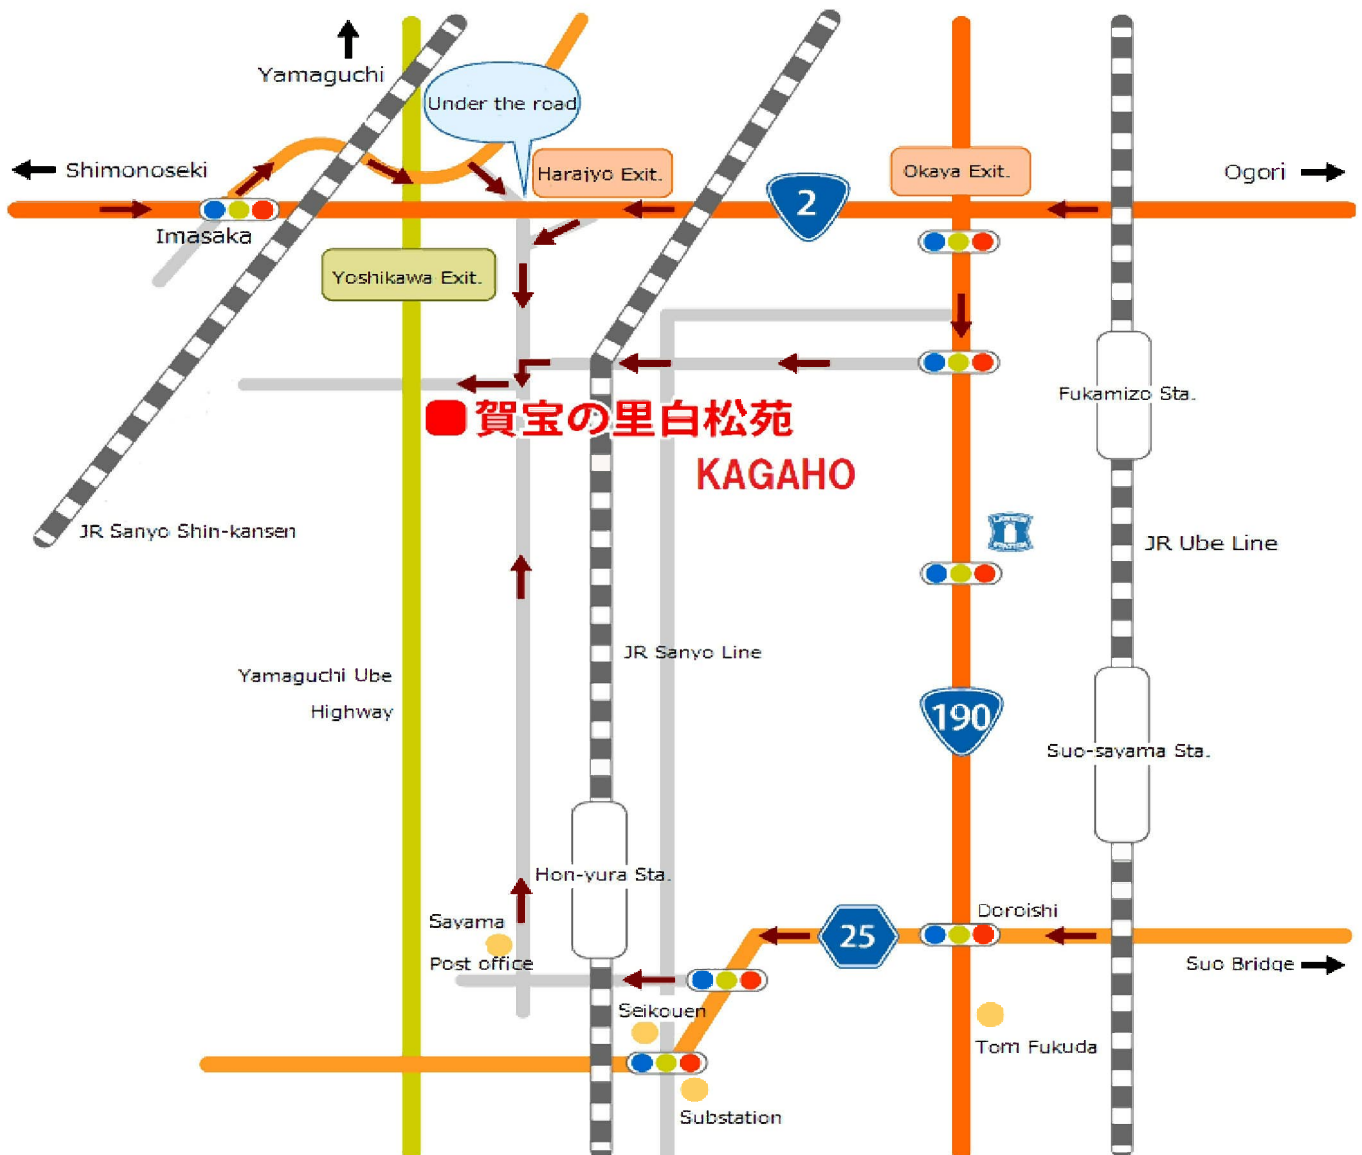 Yamaguchi
Under the road
Shimonoseki
Harajyo Exit.
Okaya Exit.
Ogori
2
Imasaka
Yoshikawa Exit.
Fukamizo Sta.
賀宝の里白松苑
KAGAHO
JR Sanyo Shin-kansen
JR Ube Line
JR Sanyo Line
Yamaguchi Ube
Highway
190
Suo-sayama Sta.
Hon-yura Sta.
Sayama
Post office
25
Doroishi
Suo Bridge
Seikouen
Tom Fukuda
Substation